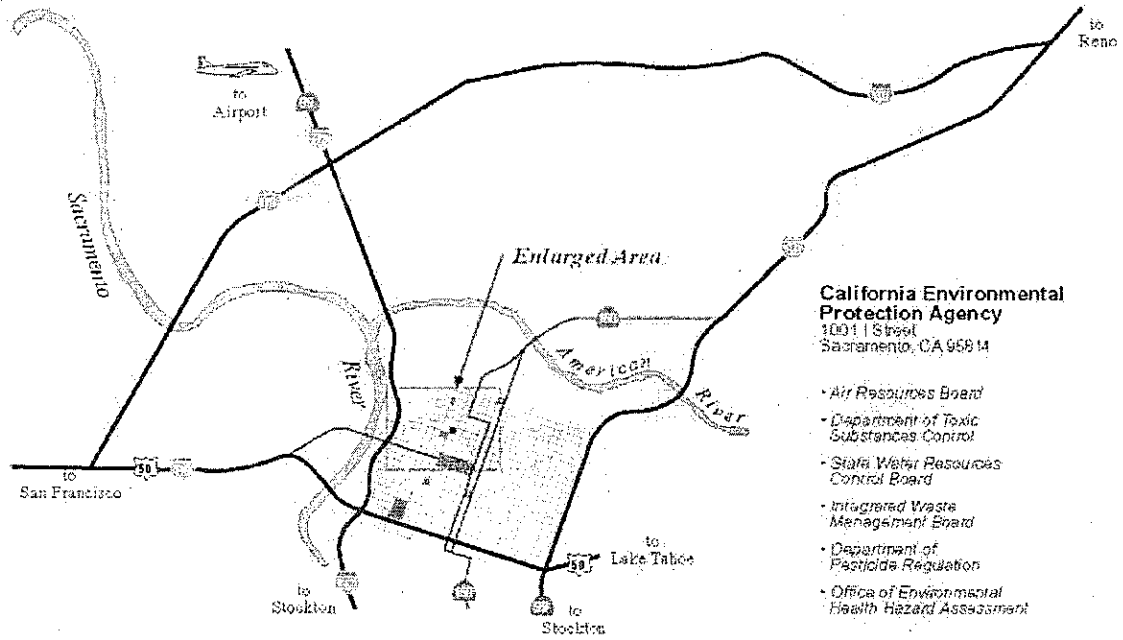 to
Reno
to
Airport
Sacramento
River
Enlarged Area
American
River
California Environmental
Protection Agency
1001 I Street
Sacramento, CA 95814
• Air Resources Board
• Department of Toxic
Substances Control
• State Water Resources
Control Board
• Integrated Waste
Management Board
• Department of
Pesticide Regulation
• Office of Environmental
Health Hazard Assessment
to
San Francisco
50
to
Lake Tahoe
50
to
Stockton
to
Stockton